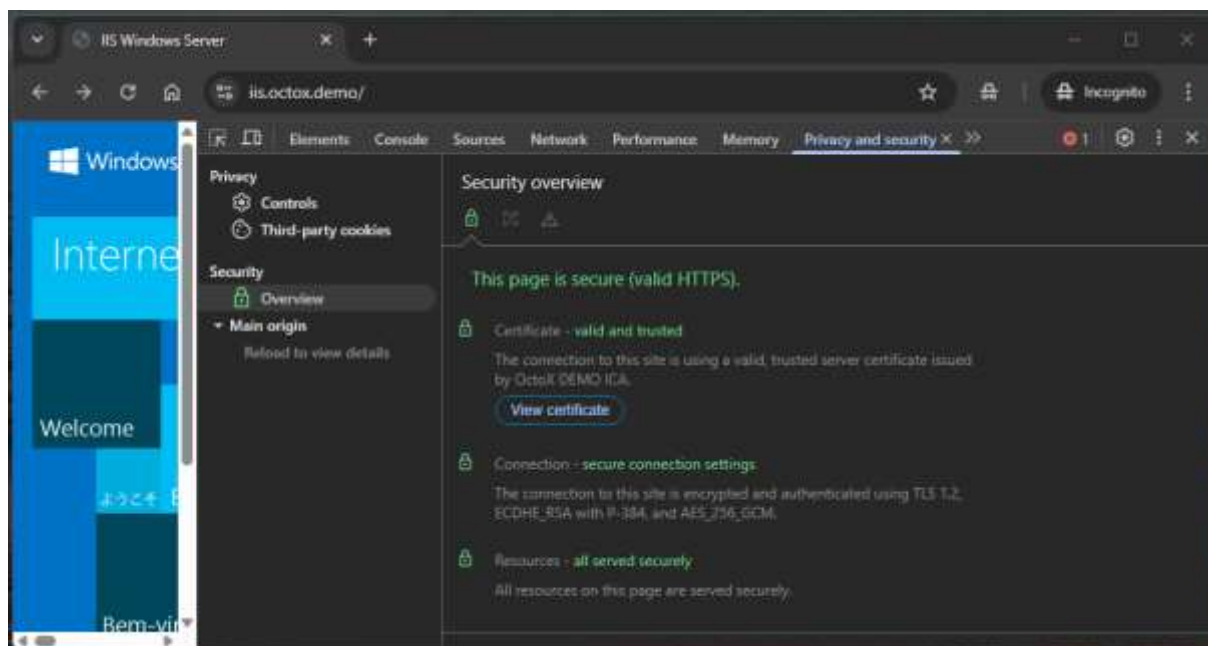 IIS Windows Server
iis.octox.demo/
Incognito
Elements Console Sources Network Performance Memory Privacy and security 1
Windows
Interne
Welcome
ようこそ
Bem-vir
Privacy
Controls
Third-party cookies
Security
Overview
Main origin
Reload to view details
Security overview
This page is secure (valid HTTPS).
Certificate - valid and trusted
The connection to this site is using a valid, trusted server certificate issued
by OctoX DEMO ICA.
View certificate
Connection - secure connection settings
The connection to this site is encrypted and authenticated using TLS 1.2,
ECDHE_RSA with P-384, and AES_256_GCM.
Resources - all served securely
All resources on this page are served securely.